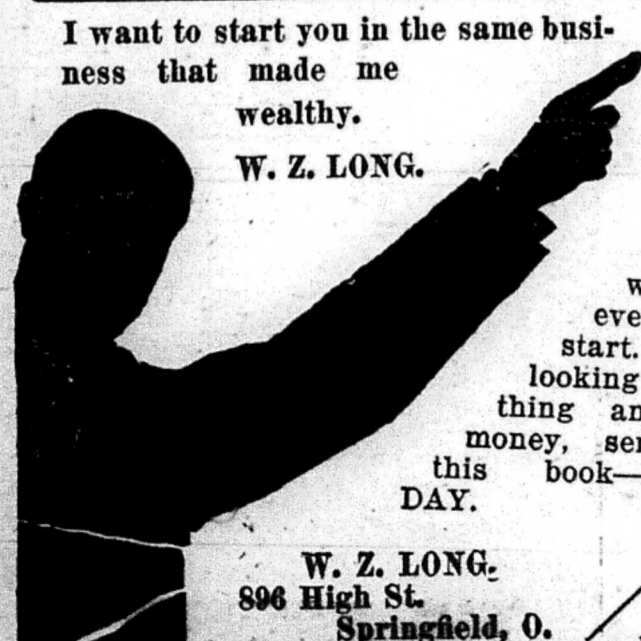 I want to start you in the same busi-
ness that made me
wealthy.
W. Z. LONG.
start.
looking
thing
money,
this book—
DAY.
W. Z. LONG.
896 High St.
Springfield, O.